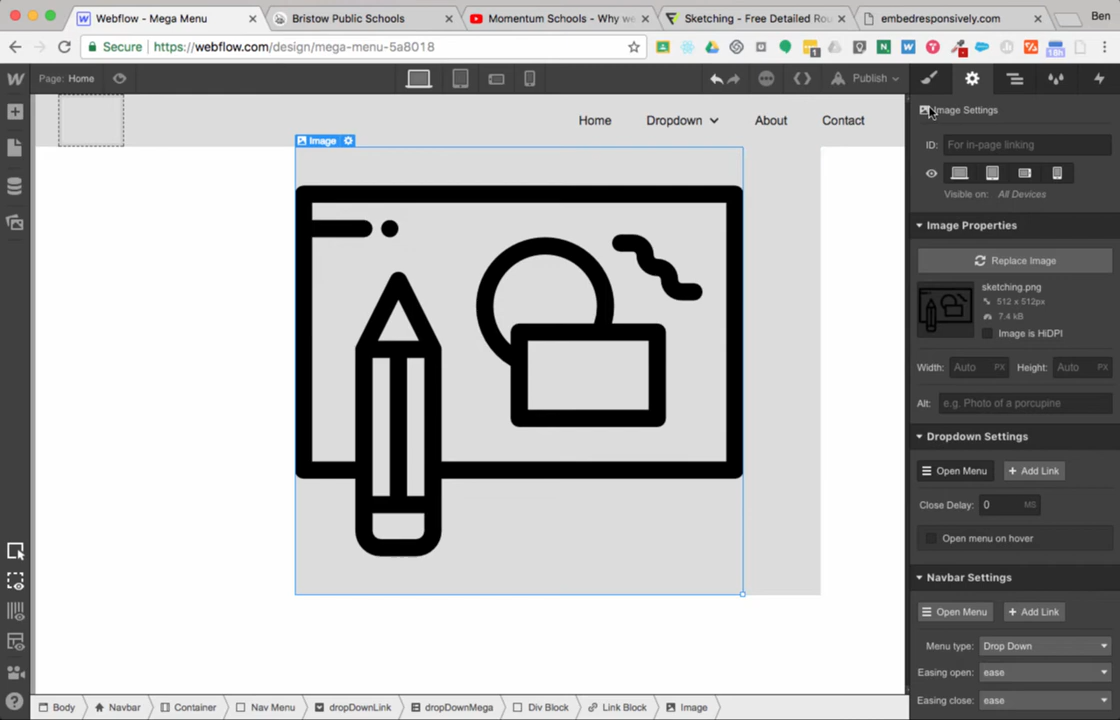 Webflow - Mega Menu
Bristow Public Schools
Momentum Schools - Why we
Sketching - Free Detailed Rou
embedresponsively.com
Ben
Secure
https://webflow.com/design/mega-menu-5a8018
18h
Page: Home
Publish
Image Settings
Home
Dropdown
About
Contact
Image
ID:
For in-page linking
Visible on: All Devices
Image Properties
Replace Image
sketching.png
512 x 512px
7.4 kB
Image is HiDPI
Width: Auto PX
Height: Auto PX
Alt: e.g. Photo of a porcupine
Dropdown Settings
Open Menu
Add Link
Close Delay: 0 MS
Open menu on hover
Navbar Settings
Open Menu
Add Link
Menu type: Drop Down
Easing open: ease
Easing close: ease
Body
Navbar
Container
Nav Menu
dropDownLink
dropDownMega
Div Block
Link Block
Image